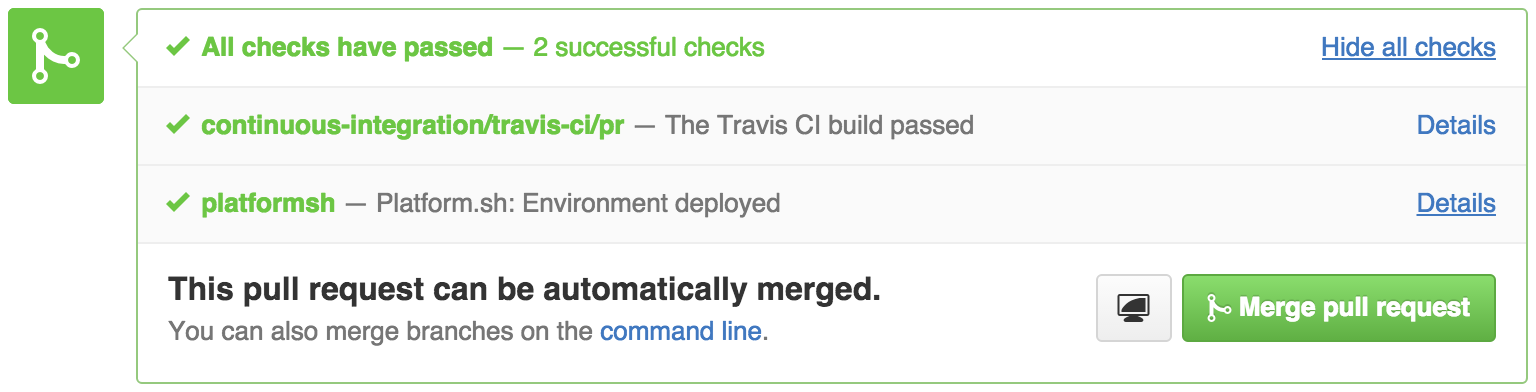 All checks have passed — 2 successful checks Hide all checks
continuous-integration/travis-ci/pr — The Travis CI build passed Details
platformsh — Platform.sh: Environment deployed Details
This pull request can be automatically merged.
You can also merge branches on the command line.
Merge pull request